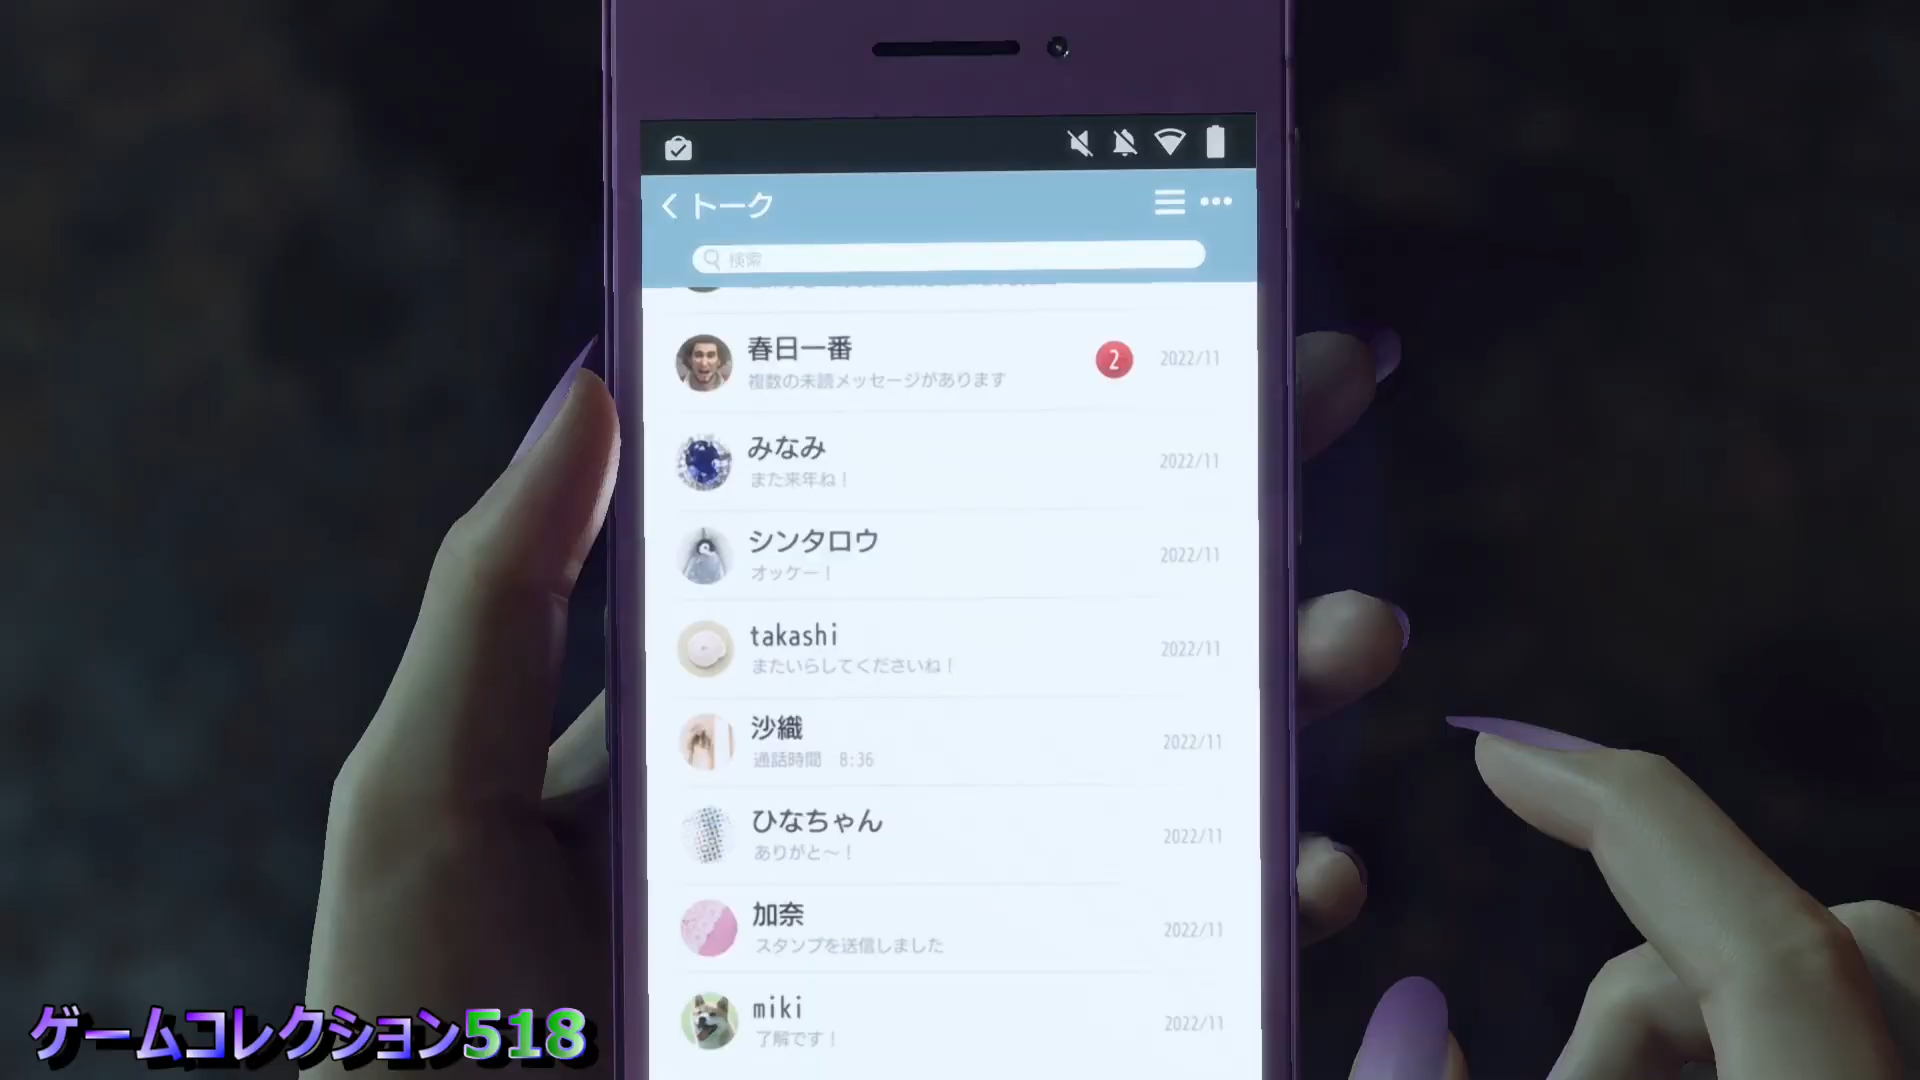 トーク
検索
春日一番
複数の未読メッセージがあります
2
2022/11
みなみ
また来年ね！
2022/11
シンタロウ
オッケー！
2022/11
takashi
またいらしてくださいね！
2022/11
沙織
通話時間 8:36
2022/11
ひなちゃん
ありがと～！
2022/11
加奈
スタンプを送信しました
2022/11
miki
了解です！
2022/11
ゲームコレクション518